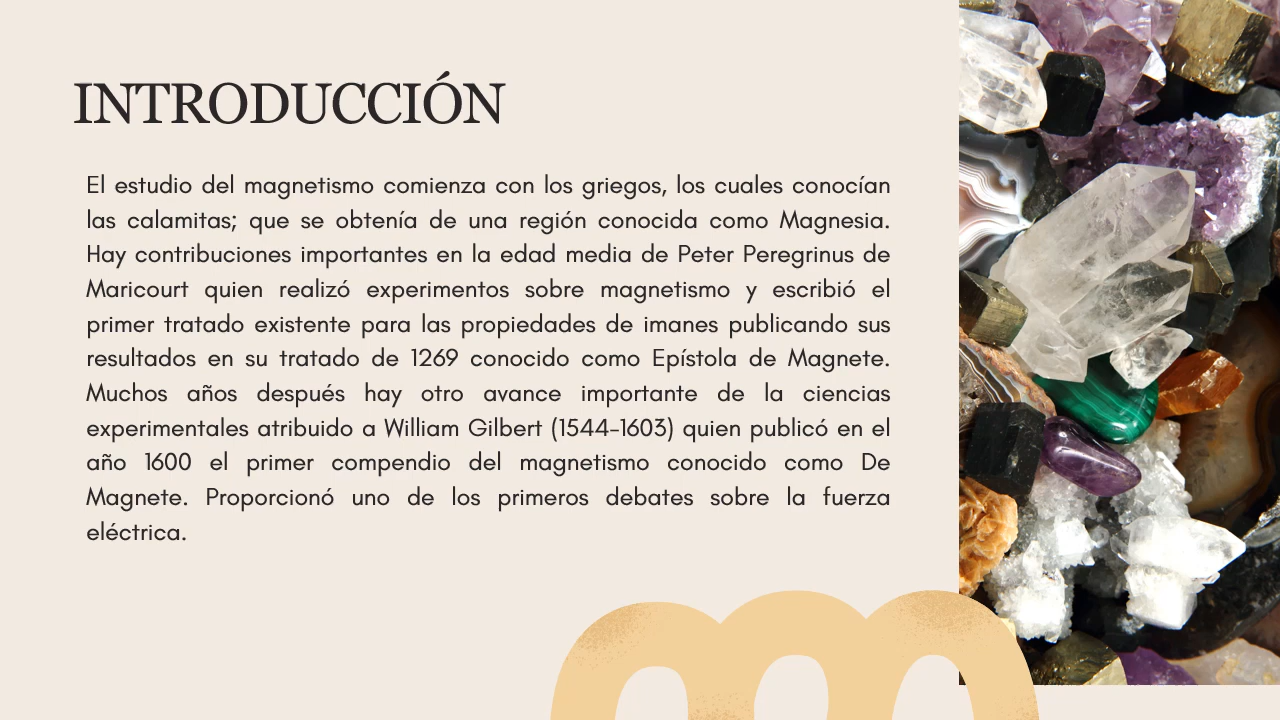 INTRODUCCIÓN
El estudio del magnetismo comienza con los griegos, los cuales conocían
las calamitas; que se obtenía de una región conocida como Magnesia.
Hay contribuciones importantes en la edad media de Peter Peregrinus de
Maricourt quien realizó experimentos sobre magnetismo y escribió el
primer tratado existente para las propiedades de imanes publicando sus
resultados en su tratado de 1269 conocido como Epístola de Magnete.
Muchos años después hay otro avance importante de la ciencias
experimentales atribuido a William Gilbert (1544-1603) quien publicó en el
año 1600 el primer compendio del magnetismo conocido como De
Magnete. Proporcionó uno de los primeros debates sobre la fuerza
eléctrica.